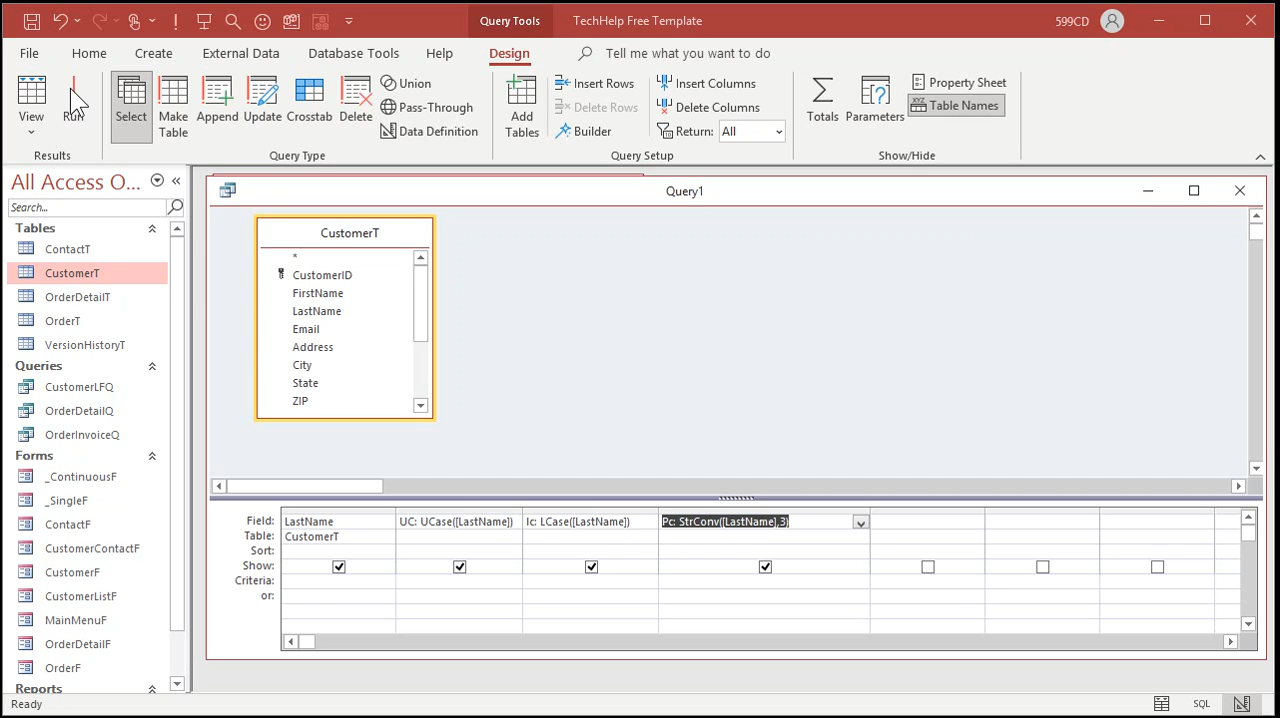 Query Tools
TechHelp Free Template
599CD
File
Home
Create
External Data
Database Tools
Help
Design
Tell me what you want to do
View
Run
Select
Make
Table
Append
Update
Crosstab
Delete
Union
Pass-Through
Data Definition
Add
Tables
Insert Rows
Delete Rows
Builder
Insert Columns
Delete Columns
Return: All
Totals
Parameters
Property Sheet
XYZ Table Names
Results
Query Type
Query Setup
Show/Hide
All Access O...
Search...
Tables
ContactT
CustomerT
OrderDetailT
OrderT
VersionHistoryT
Queries
CustomerLFQ
OrderDetailQ
OrderInvoiceQ
Forms
_ContinuousF
_SingleF
ContactF
CustomerContactF
CustomerF
CustomerListF
MainMenuF
OrderDetailF
OrderF
Reports
Query1
CustomerT
*
CustomerID
FirstName
LastName
Email
Address
City
State
ZIP
Field: LastName UC: UCase([LastName]) lc: LCase([LastName]) Pc: StrConv([LastName],3)
Table: CustomerT
Sort:
Show:
Criteria:
or:
Ready
SQL